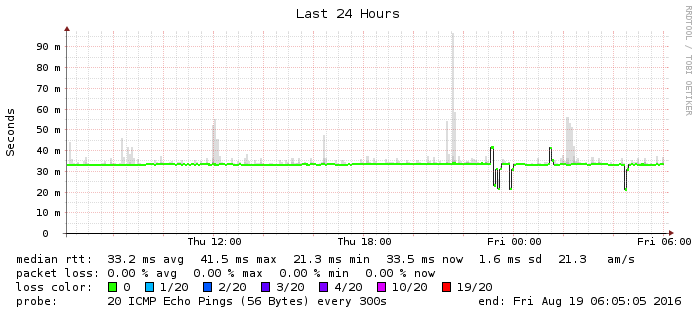 Last 24 Hours
RRDTOOL / TOBI OETIKER
Seconds
90 m
80 m
70 m
60 m
50 m
40 m
30 m
20 m
10 m
0
Thu 12:00 Thu 18:00 Fri 00:00 Fri 06:00
median rtt: 33.2 ms avg 41.5 ms max 21.3 ms min 33.5 ms now 1.6 ms sd 21.3 am/s
packet loss: 0.00 % avg 0.00 % max 0.00 % min 0.00 % now
loss color: 0 1/20 2/20 3/20 4/20 10/20 19/20
probe: 20 ICMP Echo Pings (56 Bytes) every 300s end: Fri Aug 19 06:05:05 2016